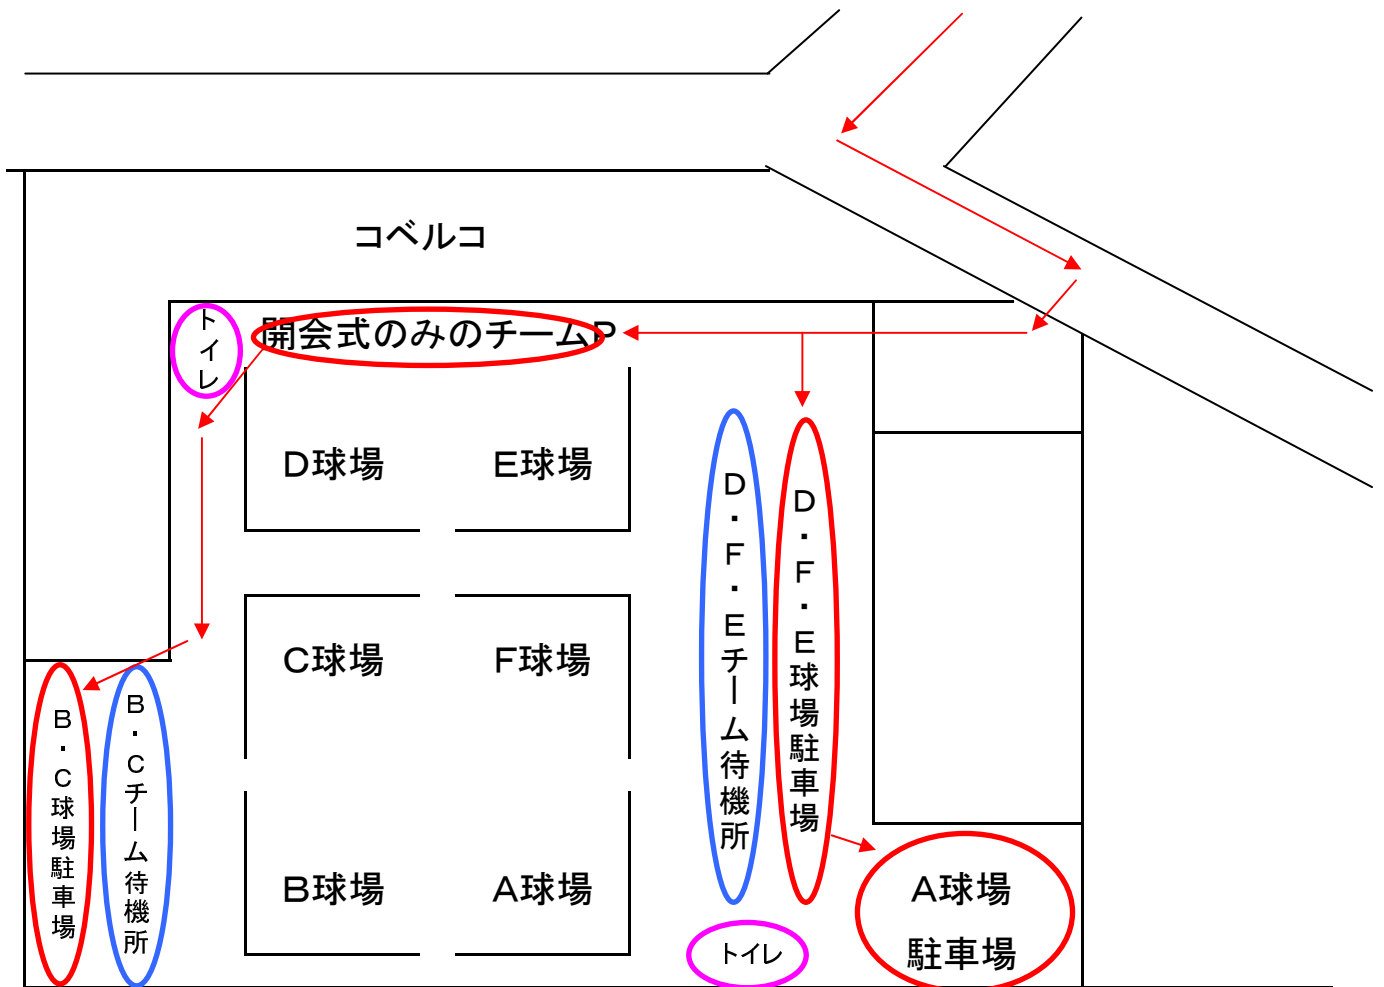 コベルコ
トイレ
開会式のみのチームP
D球場
E球場
C球場
F球場
B球場
A球場
D・F・Eチーム待機所
D・F・E球場駐車場
B・C球場駐車場
B・Cチーム待機所
トイレ
A球場
駐車場